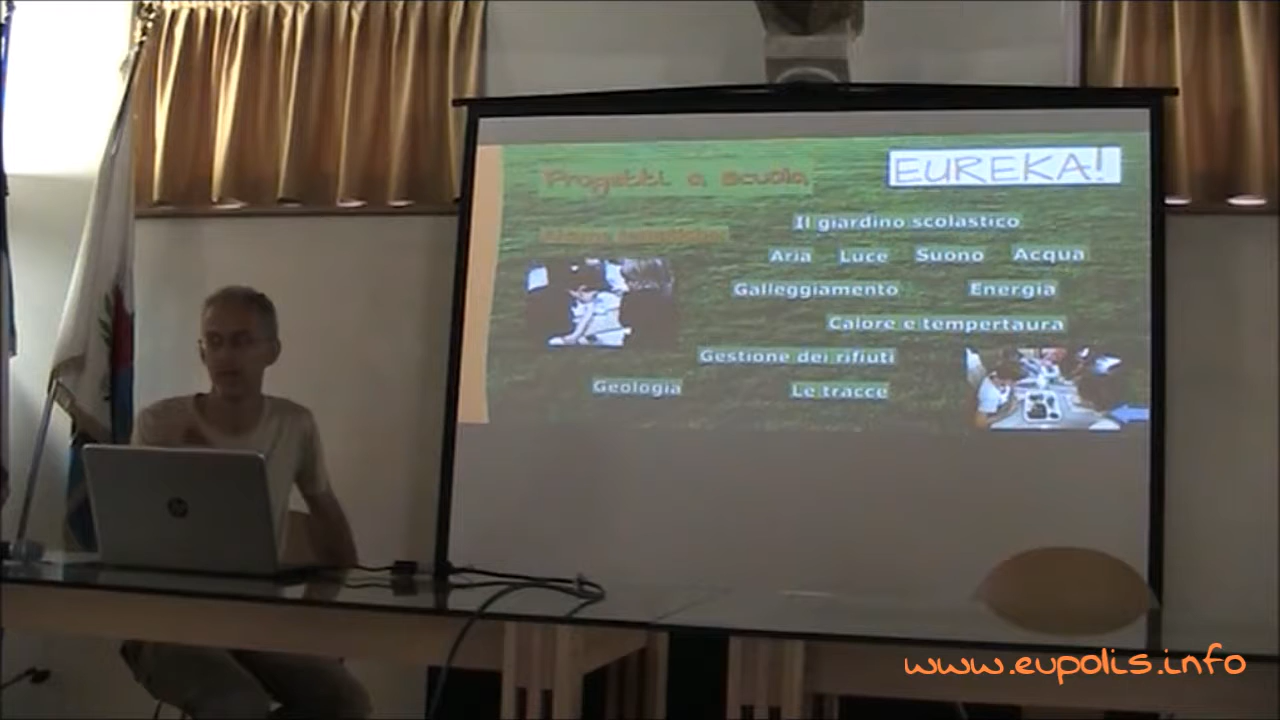 EUREKA!
Progetti a scuola
Il giardino scolastico
Aria Luce Suono Acqua
Galleggiamento Energia
Calore e tempertaura
Gestione dei rifiuti
Geologia Le tracce
hp
www.eupolis.info